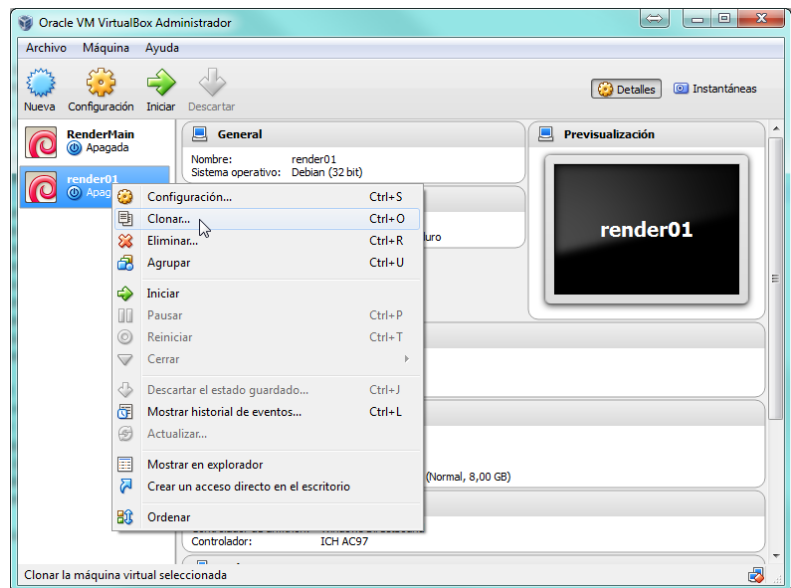 Oracle VM VirtualBox Administrador
Archivo Máquina Ayuda
Nueva Configuración Iniciar Descartar
Detalles Instantáneas
RenderMain
Apagada
render01
General
Nombre: render01
Sistema operativo: Debian (32 bit)
Previsualización
render01
Configuración... Ctrl+S
Clonar... Ctrl+O
Eliminar... Ctrl+R
Agrupar Ctrl+U
Iniciar
Pausar Ctrl+P
Reiniciar Ctrl+T
Cerrar
Descartar el estado guardado... Ctrl+J
Mostrar historial de eventos... Ctrl+L
Actualizar...
Mostrar en explorador
Crear un acceso directo en el escritorio
Ordenar
(Normal, 8,00 GB)
Controlador: ICH AC97
Clonar la máquina virtual seleccionada